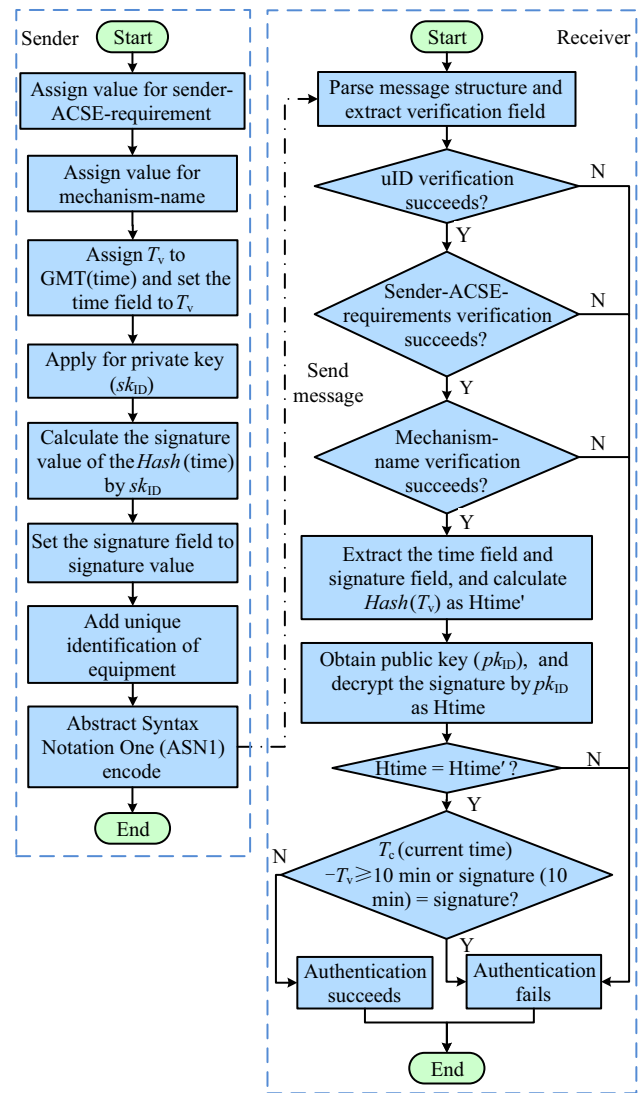 Sender
Start
Assign value for sender-
ACSE-requirement
Assign value for
mechanism-name
Assign Tv to
GMT(time) and set the
time field to Tv
Apply for private key
(skID)
Calculate the signature
value of the Hash(time)
by skID
Set the signature field to
signature value
Add unique
identification of
equipment
Abstract Syntax
Notation One (ASN1)
encode
End
Send
message
Start
Receiver
Parse message structure and
extract verification field
uID verification
succeeds?
N
Y
Sender-ACSE-
requirements verification
succeeds?
N
Y
Mechanism-
name verification
succeeds?
N
Y
Extract the time field and
signature field, and calculate
Hash(Tv) as Htime'
Obtain public key (pkID), and
decrypt the signature by pkID
as Htime
Htime = Htime′?
N
Y
Tc (current time)
−Tv⩾10 min or signature (10
min) = signature?
N
Y
Authentication
succeeds
Authentication
fails
End